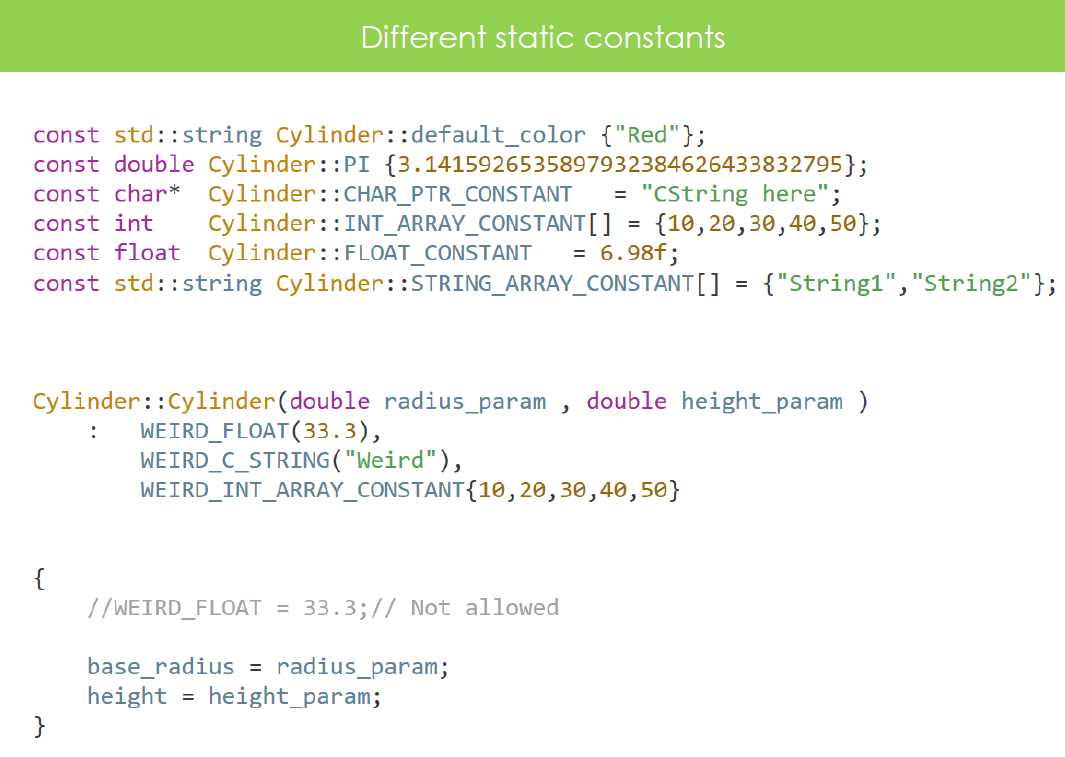 Different static constants
const std::string Cylinder::default_color {"Red"};
const double Cylinder::PI {3.1415926535897932384626433832795};
const char*  Cylinder::CHAR_PTR_CONSTANT   = "CString here";
const int    Cylinder::INT_ARRAY_CONSTANT[] = {10,20,30,40,50};
const float  Cylinder::FLOAT_CONSTANT   = 6.98f;
const std::string Cylinder::STRING_ARRAY_CONSTANT[] = {"String1","String2"};
Cylinder::Cylinder(double radius_param , double height_param )
    :   WEIRD_FLOAT(33.3),
        WEIRD_C_STRING("Weird"),
        WEIRD_INT_ARRAY_CONSTANT{10,20,30,40,50}
{
    //WEIRD_FLOAT = 33.3;// Not allowed
    base_radius = radius_param;
    height = height_param;
}